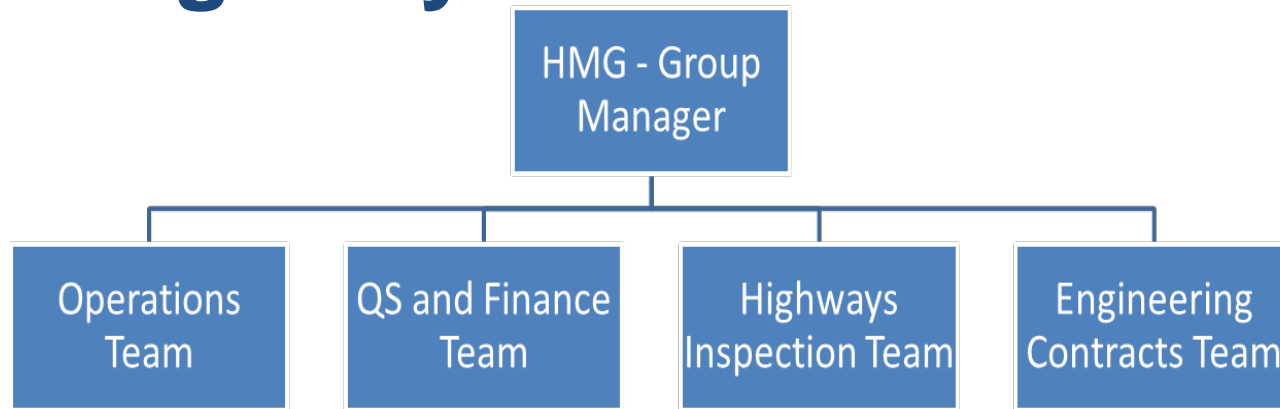 HMG - Group
Manager
Operations
Team
QS and Finance
Team
Highways
Inspection Team
Engineering
Contracts Team